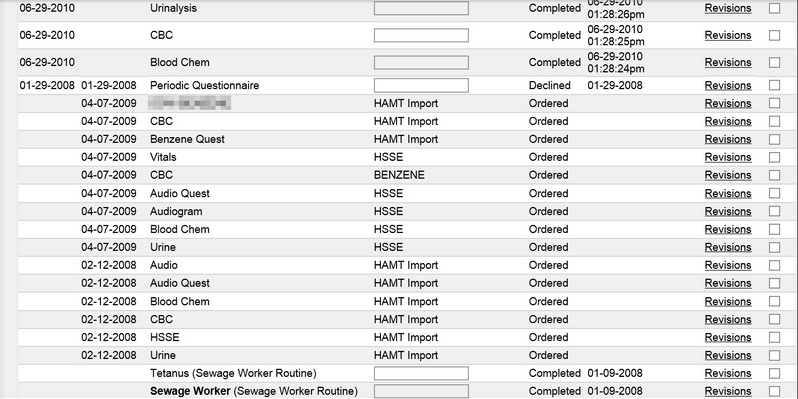 06-29-2010 Urinalysis Completed 06-29-2010 01:28:26pm Revisions
06-29-2010 CBC Completed 06-29-2010 01:28:25pm Revisions
06-29-2010 Blood Chem Completed 06-29-2010 01:28:24pm Revisions
01-29-2008 01-29-2008 Periodic Questionnaire Declined 01-29-2008 Revisions
04-07-2009 HAMT Import Ordered Revisions
04-07-2009 CBC HAMT Import Ordered Revisions
04-07-2009 Benzene Quest HAMT Import Ordered Revisions
04-07-2009 Vitals HSSE Ordered Revisions
04-07-2009 CBC BENZENE Ordered Revisions
04-07-2009 Audio Quest HSSE Ordered Revisions
04-07-2009 Audiogram HSSE Ordered Revisions
04-07-2009 Blood Chem HSSE Ordered Revisions
04-07-2009 Urine HSSE Ordered Revisions
02-12-2008 Audio HAMT Import Ordered Revisions
02-12-2008 Audio Quest HAMT Import Ordered Revisions
02-12-2008 Blood Chem HAMT Import Ordered Revisions
02-12-2008 CBC HAMT Import Ordered Revisions
02-12-2008 HSSE HAMT Import Ordered Revisions
02-12-2008 Urine HAMT Import Ordered Revisions
Tetanus (Sewage Worker Routine) Completed 01-09-2008 Revisions
Sewage Worker (Sewage Worker Routine) Completed 01-09-2008 Revisions